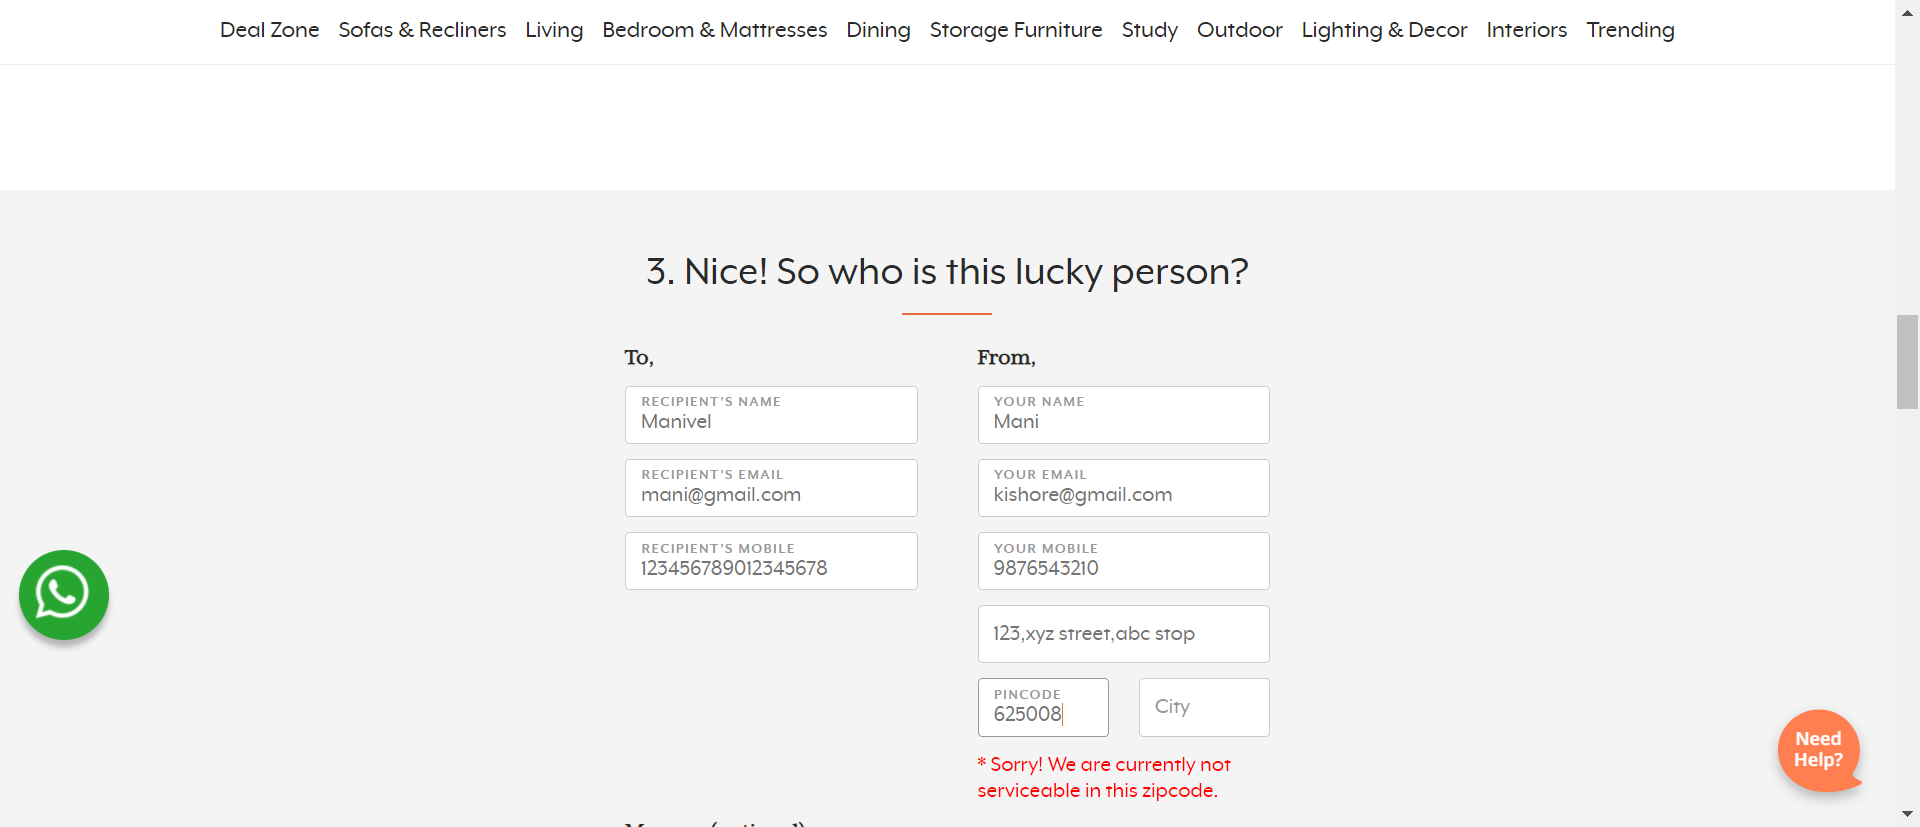 Deal Zone Sofas & Recliners Living Bedroom & Mattresses Dining Storage Furniture Study Outdoor Lighting & Decor Interiors Trending
3. Nice! So who is this lucky person?
To,
RECIPIENT'S NAME
Manivel
RECIPIENT'S EMAIL
mani@gmail.com
RECIPIENT'S MOBILE
123456789012345678
From,
YOUR NAME
Mani
YOUR EMAIL
kishore@gmail.com
YOUR MOBILE
9876543210
123,xyz street,abc stop
PINCODE
625008
City
* Sorry! We are currently not
serviceable in this zipcode.
Need
Help?